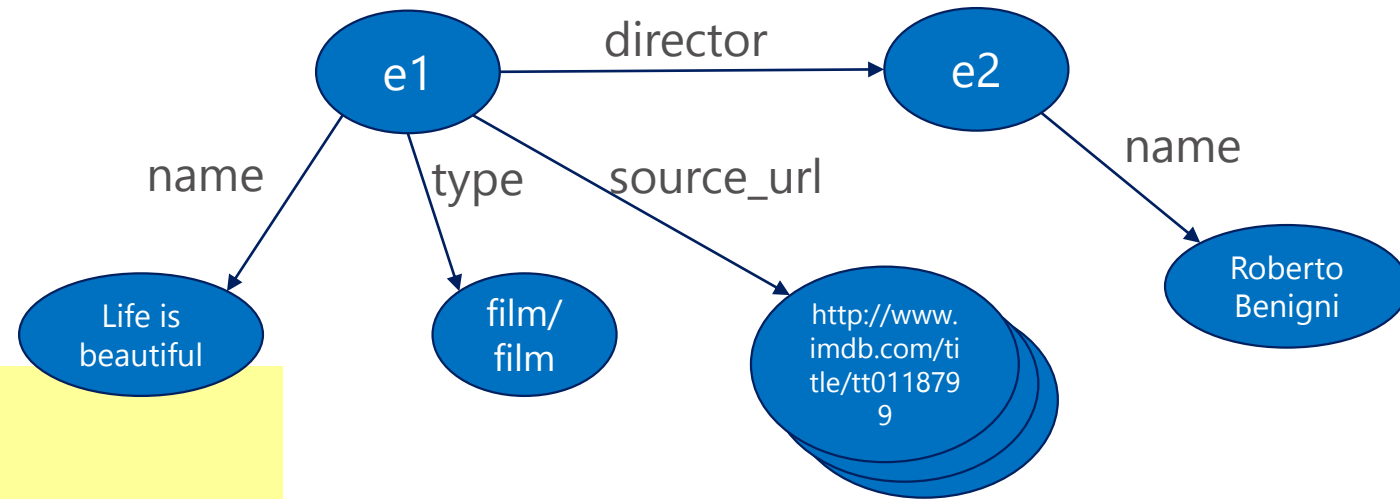 director
e1
e2
name
type
source_url
name
Life is
beautiful
film/
film
http://www.
imdb.com/ti
tle/tt011879
9
Roberto
Benigni